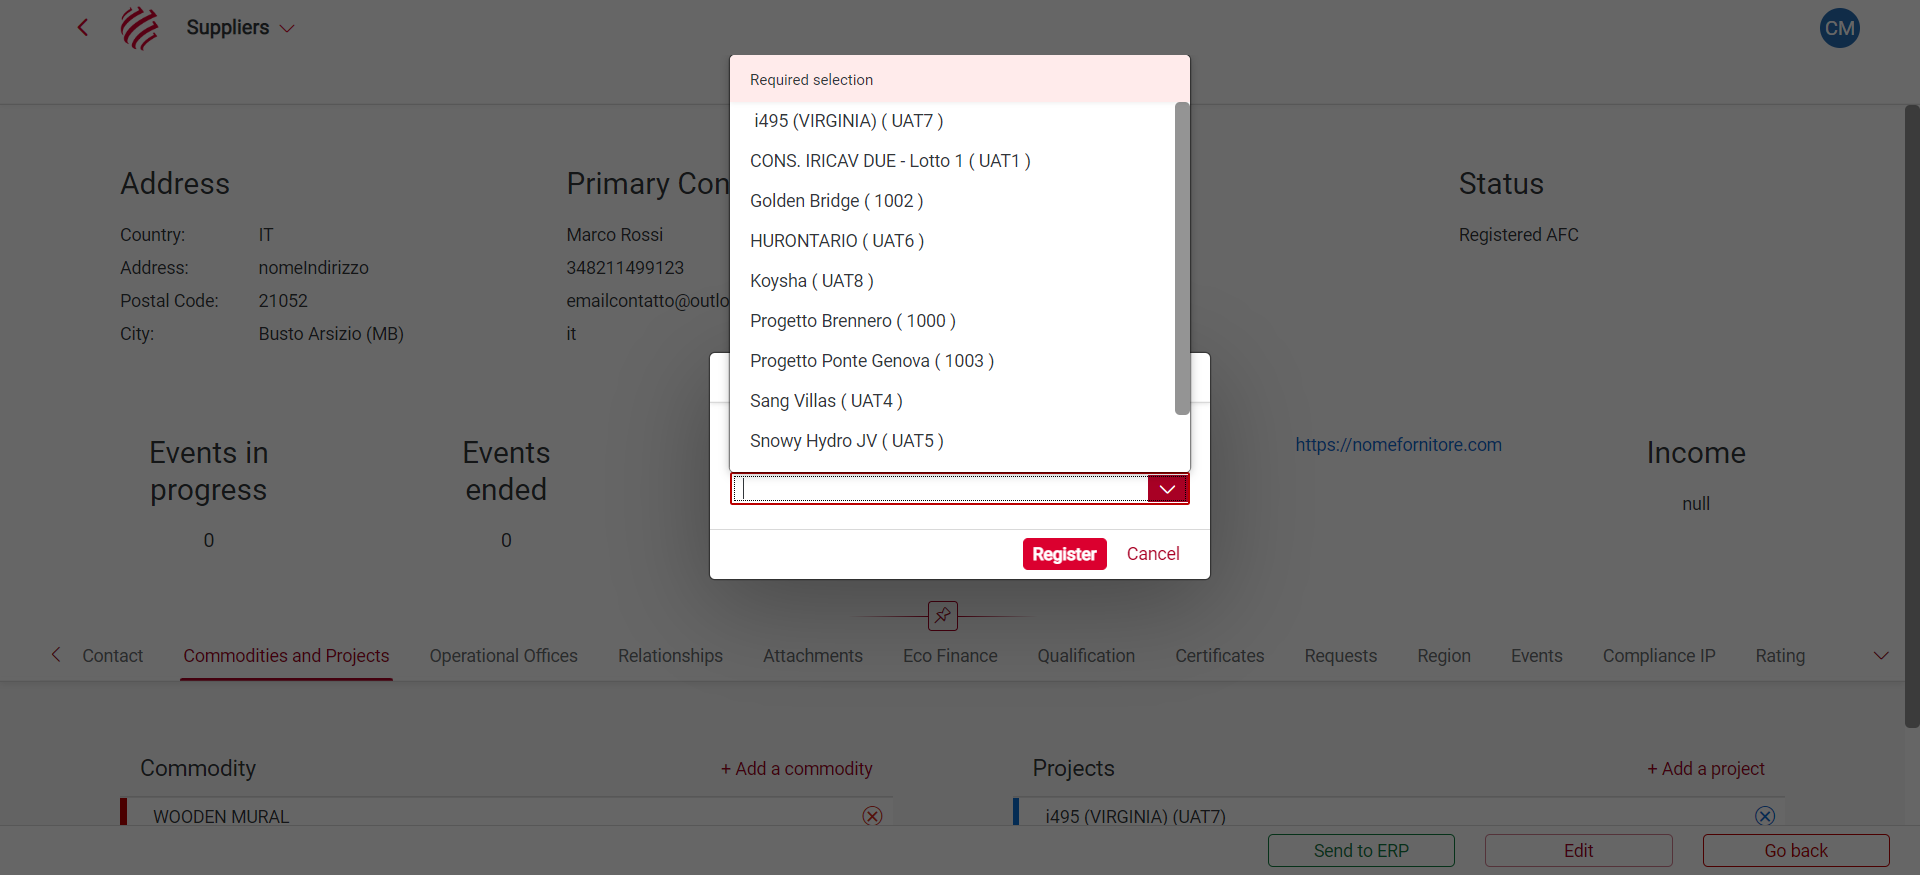 Suppliers
CM
Required selection
i495 (VIRGINIA) ( UAT7 )
CONS. IRICAV DUE - Lotto 1 ( UAT1 )
Golden Bridge ( 1002 )
HURONTARIO ( UAT6 )
Koysha ( UAT8 )
Progetto Brennero ( 1000 )
Progetto Ponte Genova ( 1003 )
Sang Villas ( UAT4 )
Snowy Hydro JV ( UAT5 )
Register
Cancel
Address
Country: IT
Address: nomeIndirizzo
Postal Code: 21052
City: Busto Arsizio (MB)
Primary Con
Marco Rossi
348211499123
emailcontatto@outlo
it
Status
Registered AFC
Events in
progress
0
Events
ended
0
https://nomefornitore.com
Income
null
Contact
Commodities and Projects
Operational Offices
Relationships
Attachments
Eco Finance
Qualification
Certificates
Requests
Region
Events
Compliance IP
Rating
Commodity
+ Add a commodity
WOODEN MURAL
Projects
+ Add a project
i495 (VIRGINIA) (UAT7)
Send to ERP
Edit
Go back